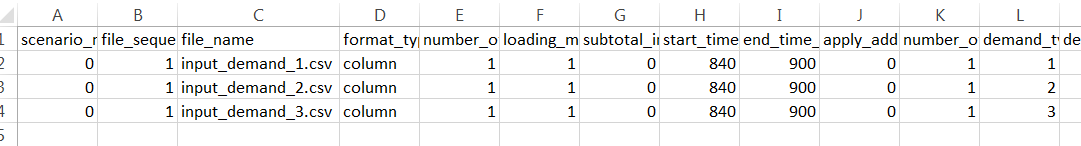 A B C D E F G H I J K L
1 scenario_r file_seque file_name format_typ number_o loading_m subtotal_in start_time end_time_ apply_add number_o demand_ty de
2 0 1 input_demand_1.csv column 1 1 0 840 900 0 1 1
3 0 1 input_demand_2.csv column 1 1 0 840 900 0 1 2
4 0 1 input_demand_3.csv column 1 1 0 840 900 0 1 3
5